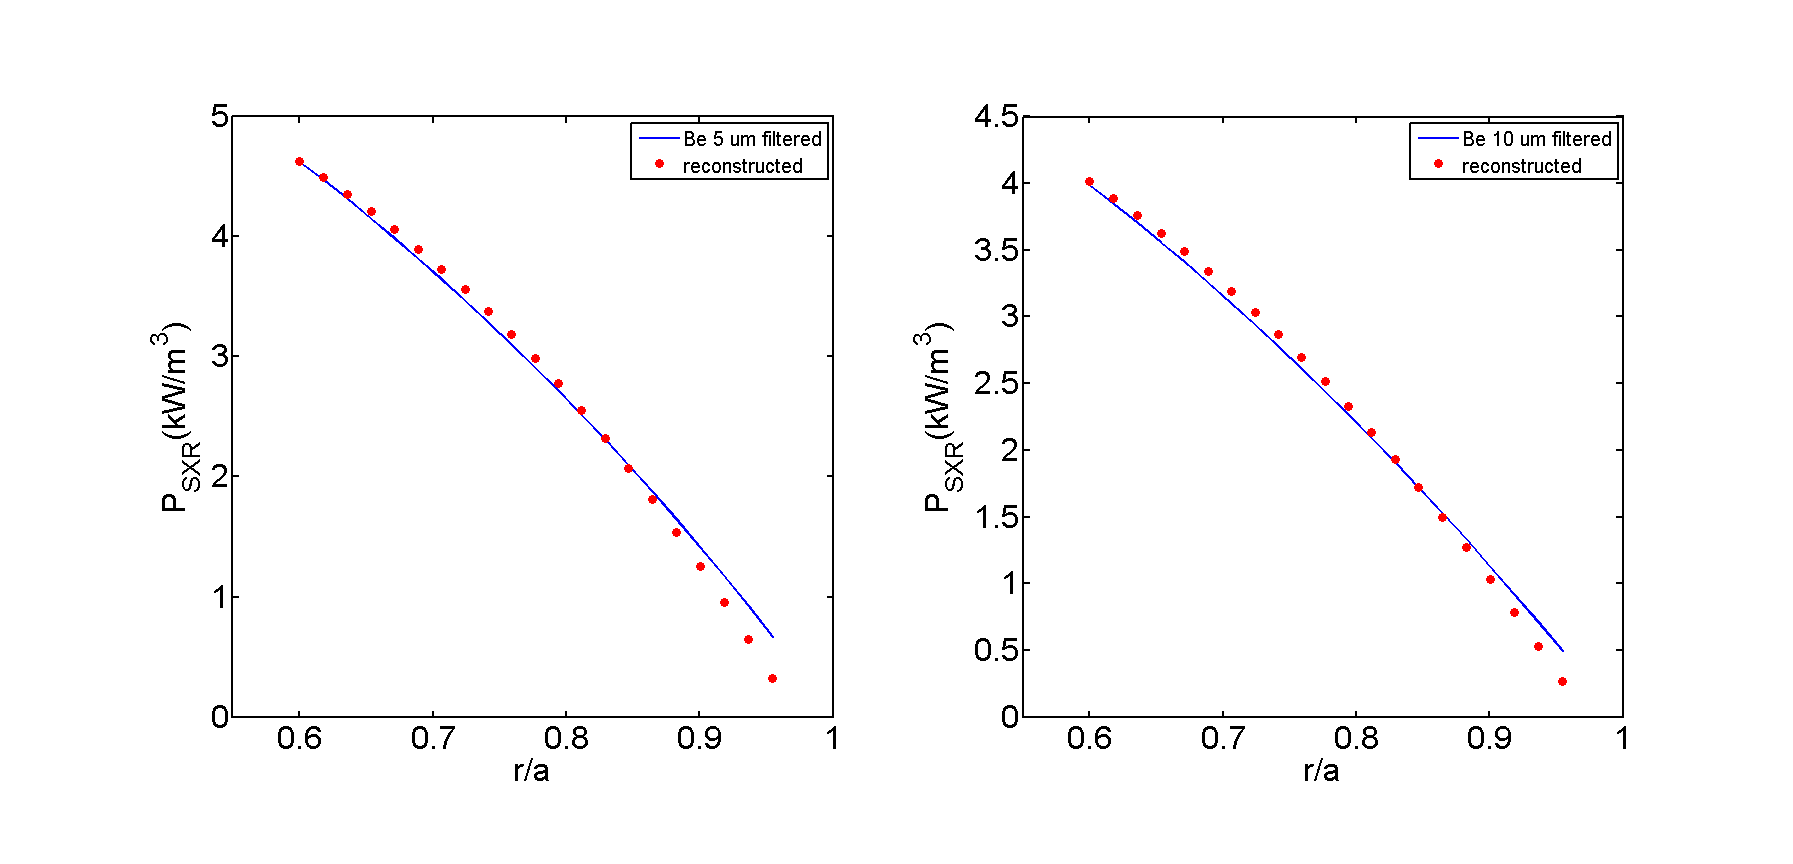 5
4
3
2
1
0
0.6 0.7 0.8 0.9 1
r/a
P_SXR(kW/m^3)
Be 5 um filtered
reconstructed
4.5
4
3.5
3
2.5
2
1.5
1
0.5
0
0.6 0.7 0.8 0.9 1
r/a
P_SXR(kW/m^3)
Be 10 um filtered
reconstructed